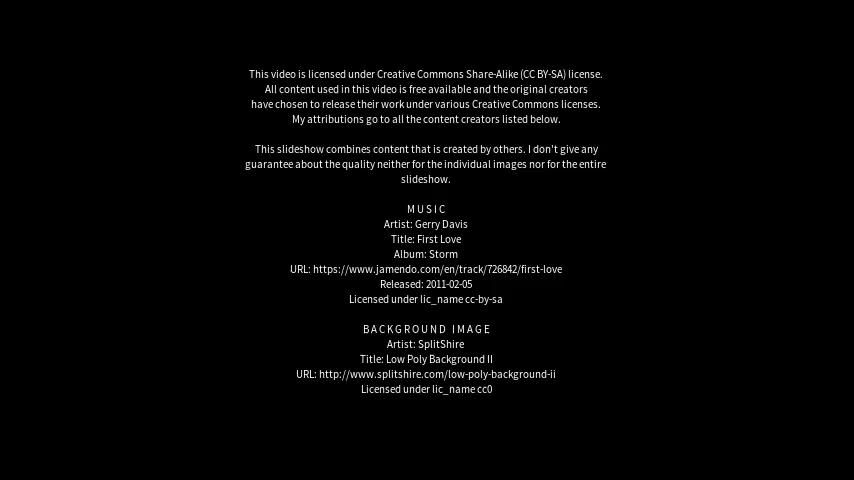 This video is licensed under Creative Commons Share-Alike (CC BY-SA) license.
All content used in this video is free available and the original creators
have chosen to release their work under various Creative Commons licenses.
My attributions go to all the content creators listed below.
This slideshow combines content that is created by others. I don't give any
guarantee about the quality neither for the individual images nor for the entire
slideshow.
MUSIC
Artist: Gerry Davis
Title: First Love
Album: Storm
URL: https://www.jamendo.com/en/track/726842/first-love
Released: 2011-02-05
Licensed under lic_name cc-by-sa
BACKGROUND IMAGE
Artist: SplitShire
Title: Low Poly Background II
URL: http://www.splitshire.com/low-poly-background-ii
Licensed under lic_name cc0